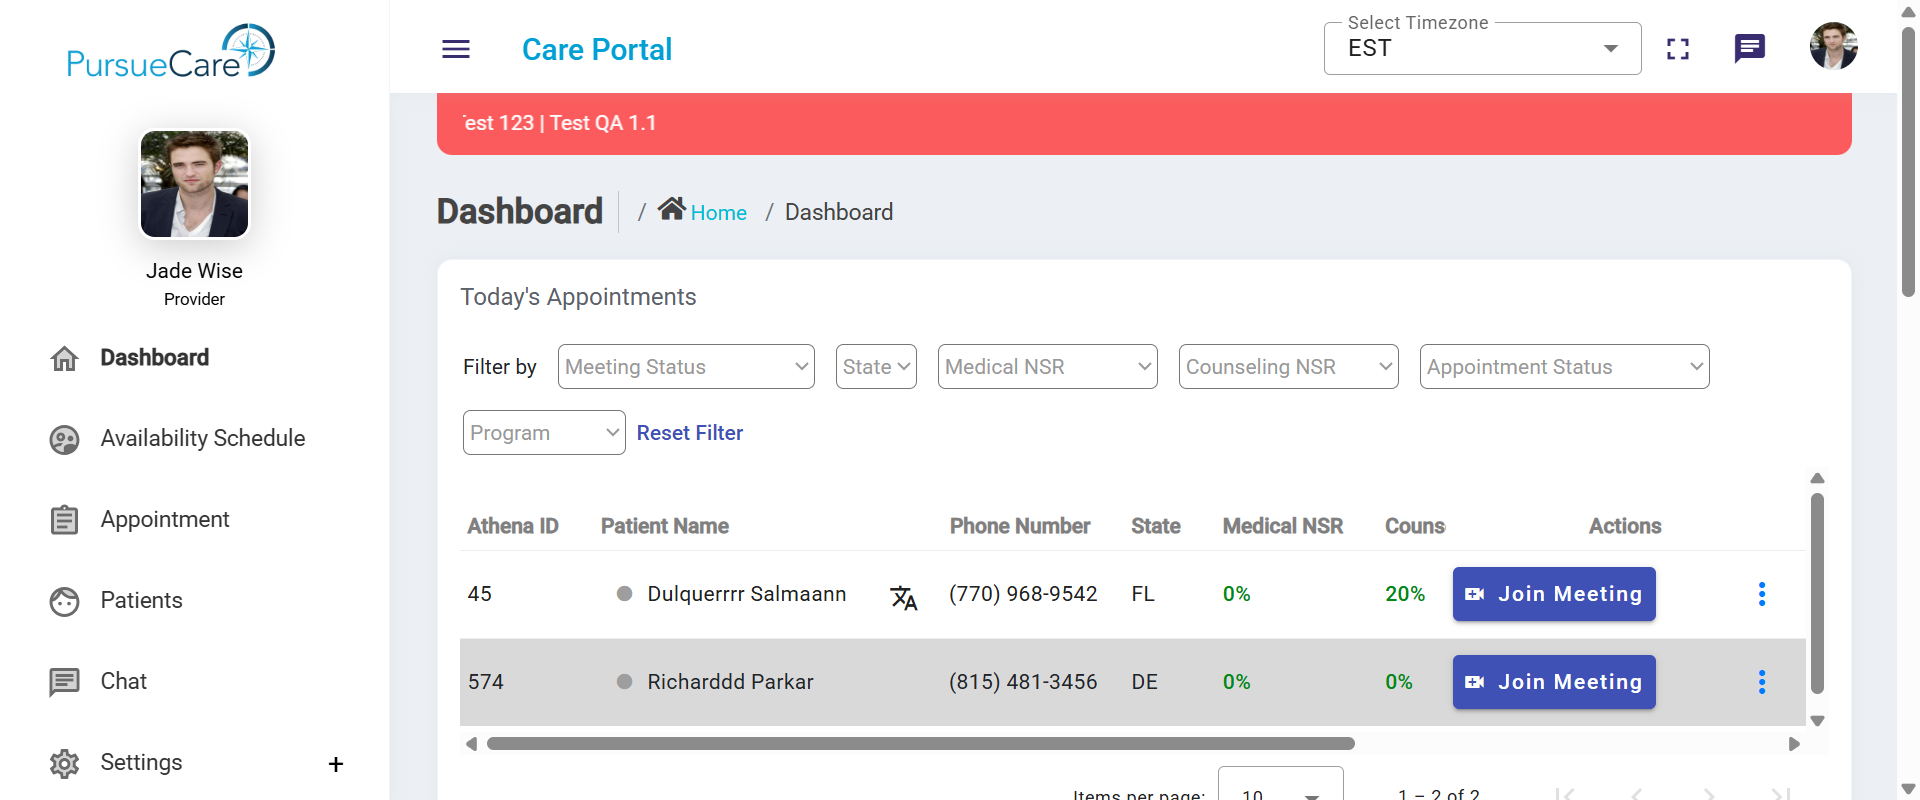 PursueCare
Care Portal
Select Timezone
EST
est 123 | Test QA 1.1
Jade Wise
Provider
Dashboard
Availability Schedule
Appointment
Patients
Chat
Settings +
Dashboard / Home / Dashboard
Today's Appointments
Filter by Meeting Status State Medical NSR Counseling NSR Appointment Status
Program Reset Filter
Athena ID Patient Name Phone Number State Medical NSR Couns Actions
45 Dulquerrrr Salmaann (770) 968-9542 FL 0% 20% Join Meeting
574 Richarddd Parkar (815) 481-3456 DE 0% 0% Join Meeting
Items per page: 10 1 – 2 of 2